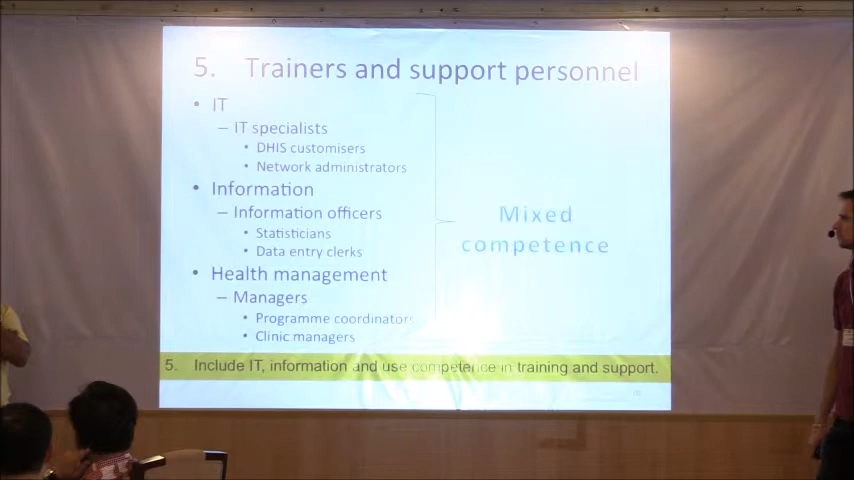 5. Trainers and support personnel
• IT
– IT specialists
• DHIS customisers
• Network administrators
• Information
– Information officers
• Statisticians
• Data entry clerks
• Health management
– Managers
• Programme coordinators
• Clinic managers
Mixed
competence
5. Include IT, information and use competence in training and support.